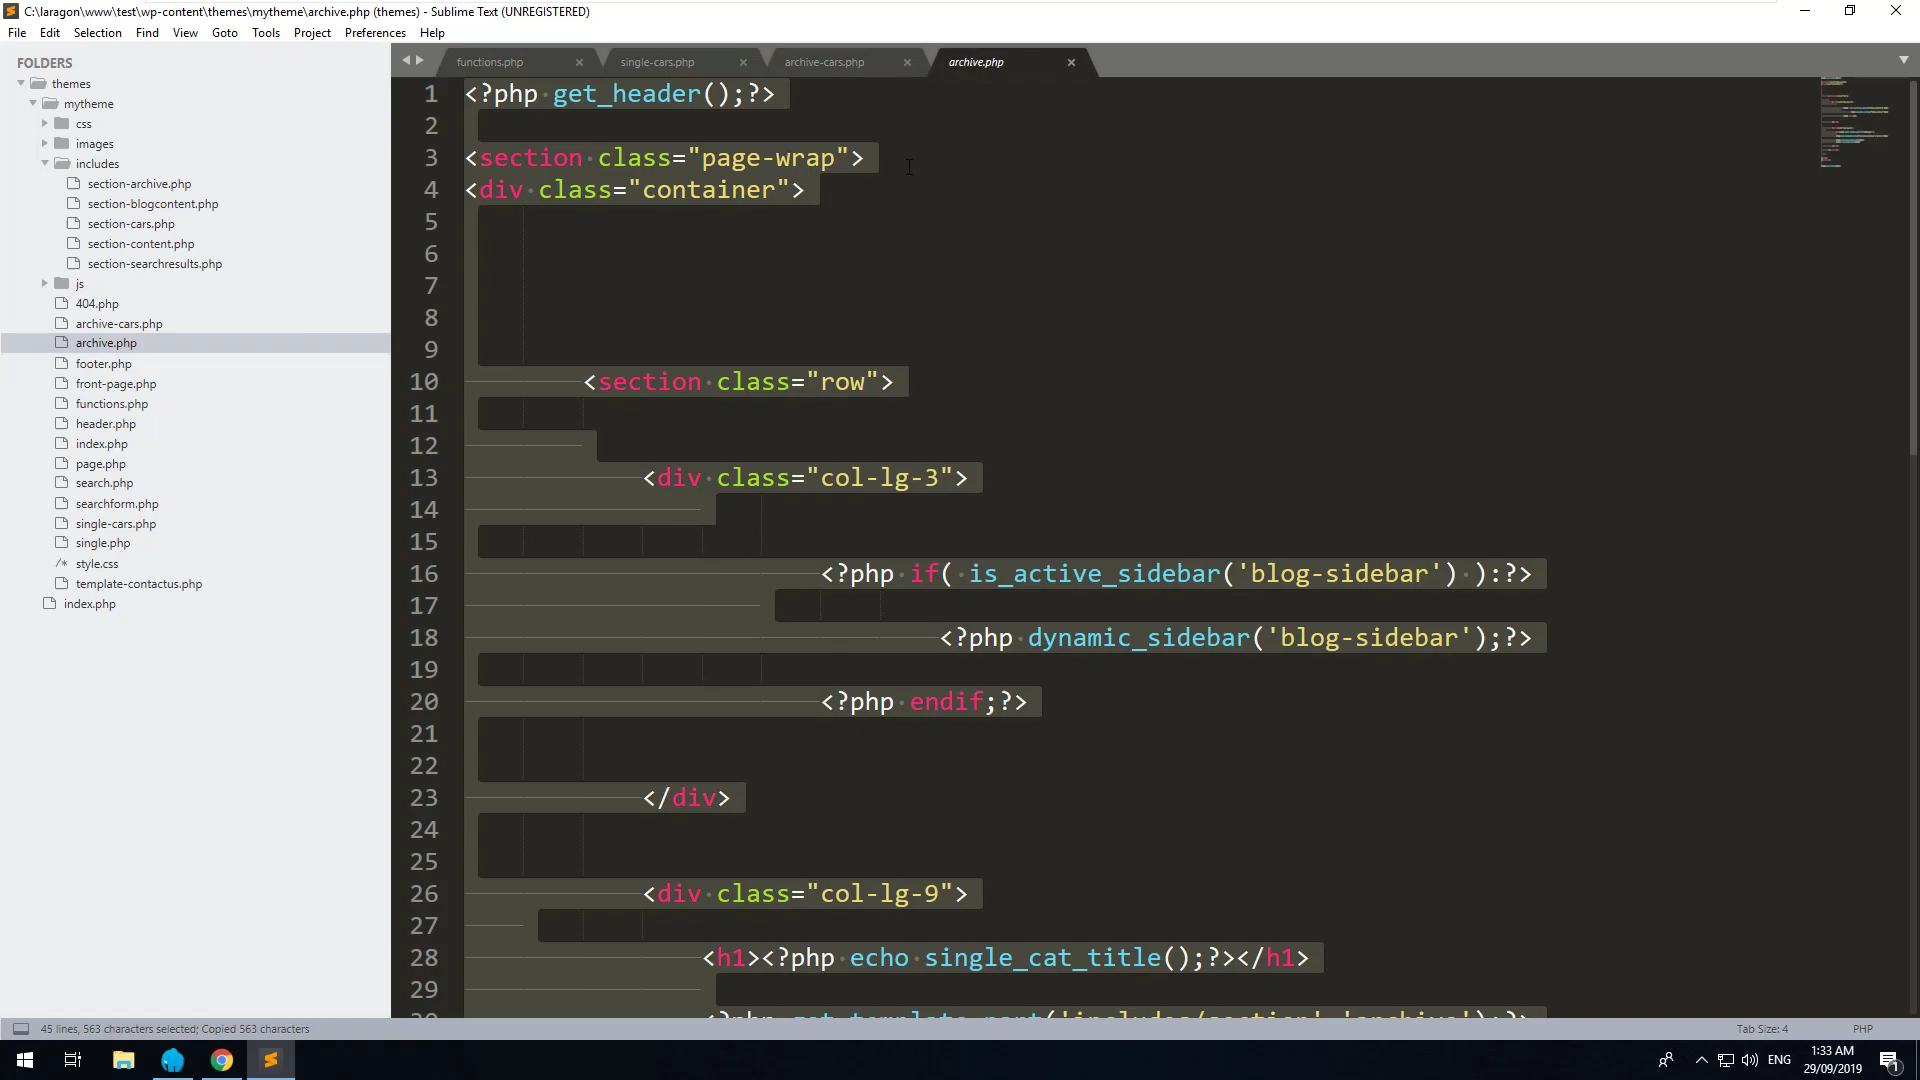 C:\laragon\www\test\wp-content\themes\mytheme\archive.php (themes) - Sublime Text (UNREGISTERED)
File Edit Selection Find View Goto Tools Project Preferences Help
FOLDERS
themes
mytheme
css
images
includes
section-archive.php
section-blogcontent.php
section-cars.php
section-content.php
section-searchresults.php
js
404.php
archive-cars.php
archive.php
footer.php
front-page.php
functions.php
header.php
index.php
page.php
search.php
searchform.php
single-cars.php
single.php
/* style.css
template-contactus.php
index.php
functions.php × single-cars.php × archive-cars.php × archive.php ×
1 <?php get_header();?>
2
3 <section class="page-wrap">
4 <div class="container">
5
6
7
8
9
10 <section class="row">
11
12
13 <div class="col-lg-3">
14
15
16 <?php if( is_active_sidebar('blog-sidebar') ):?>
17
18 <?php dynamic_sidebar('blog-sidebar');?>
19
20 <?php endif;?>
21
22
23 </div>
24
25
26 <div class="col-lg-9">
27
28 <h1><?php echo single_cat_title();?></h1>
29
30 <?php get_template_part('includes/section','archive');?>
45 lines, 563 characters selected; Copied 563 characters
Tab Size: 4 PHP
ENG
1:33 AM
29/09/2019
1